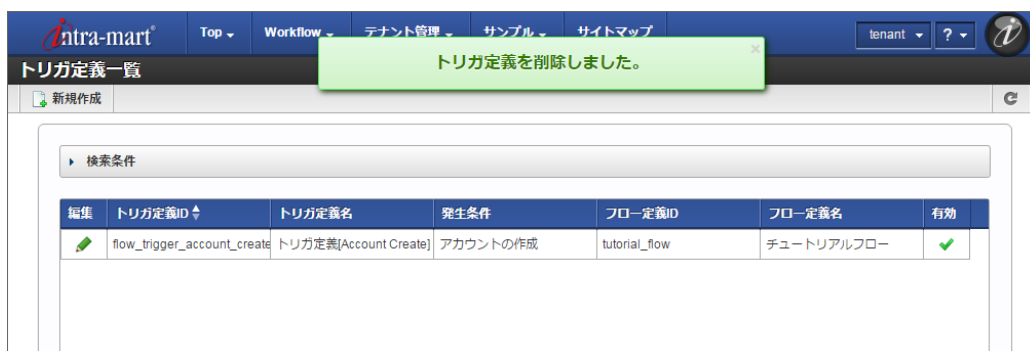 intra-mart® Top Workflow テナント管理 サンプル サイトマップ tenant ?
トリガ定義を削除しました。 ×
トリガ定義一覧
新規作成
検索条件
編集 トリガ定義ID トリガ定義名 発生条件 フロー定義ID フロー定義名 有効
flow_trigger_account_create トリガ定義[Account Create] アカウントの作成 tutorial_flow チュートリアルフロー